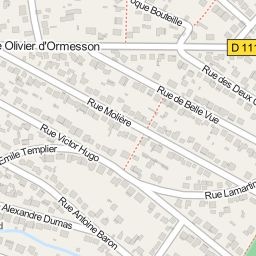 oque Bouteille
e Olivier d'Ormesson
D 111
Rue des Deux C
Rue de Belle Vue
Rue Molière
Rue Victor Hugo
Emile Templier
Rue Lamartin
Rue Antoine Baron
Alexandre Dumas
d